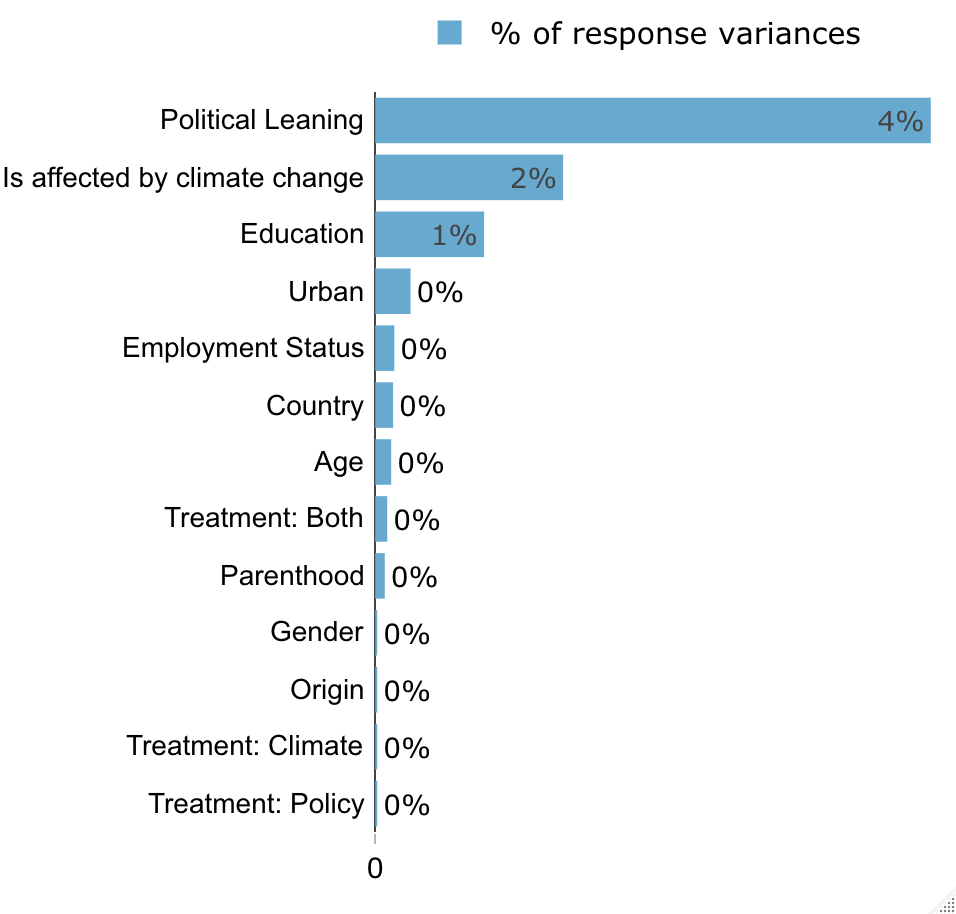 % of response variances
Political Leaning 4%
Is affected by climate change 2%
Education 1%
Urban 0%
Employment Status 0%
Country 0%
Age 0%
Treatment: Both 0%
Parenthood 0%
Gender 0%
Origin 0%
Treatment: Climate 0%
Treatment: Policy 0%
0